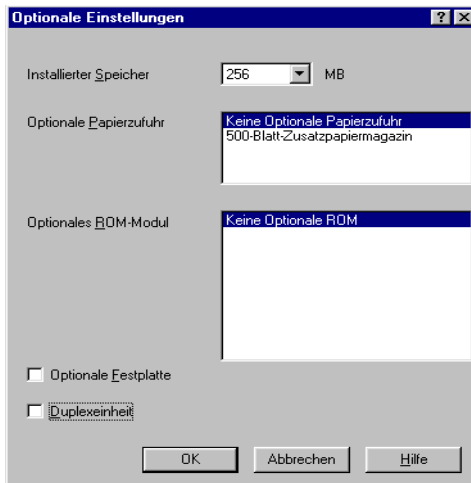 Optionale Einstellungen
Installierter Speicher 256 MB
Optionale Papierzufuhr Keine Optionale Papierzufuhr
500-Blatt-Zusatzpapiermagazin
Optionales ROM-Modul Keine Optionale ROM
Optionale Festplatte
Duplexeinheit
OK Abbrechen Hilfe